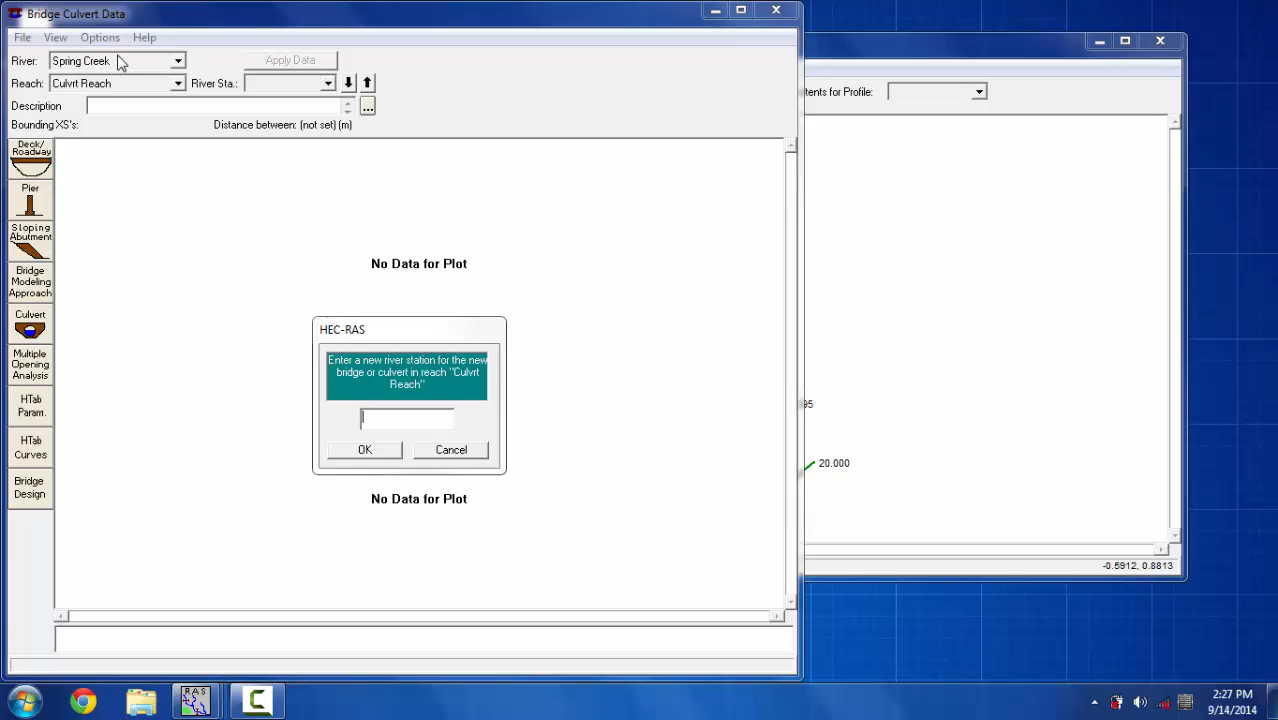 Bridge Culvert Data
File View Options Help
River: Spring Creek Apply Data
Reach: Culvrt Reach River Sta.:
Description ...
Bounding XS's: Distance between: (not set) (m)
Deck/
Roadway
Pier
Sloping
Abutment
Bridge
Modeling
Approach
Culvert
Multiple
Opening
Analysis
HTab
Param.
HTab
Curves
Bridge
Design
No Data for Plot
HEC-RAS
Enter a new river station for the new
bridge or culvert in reach "Culvrt
Reach"
OK Cancel
No Data for Plot
for Profile:
20.000
-0.5912, 0.8813
RAS
2:27 PM
9/14/2014